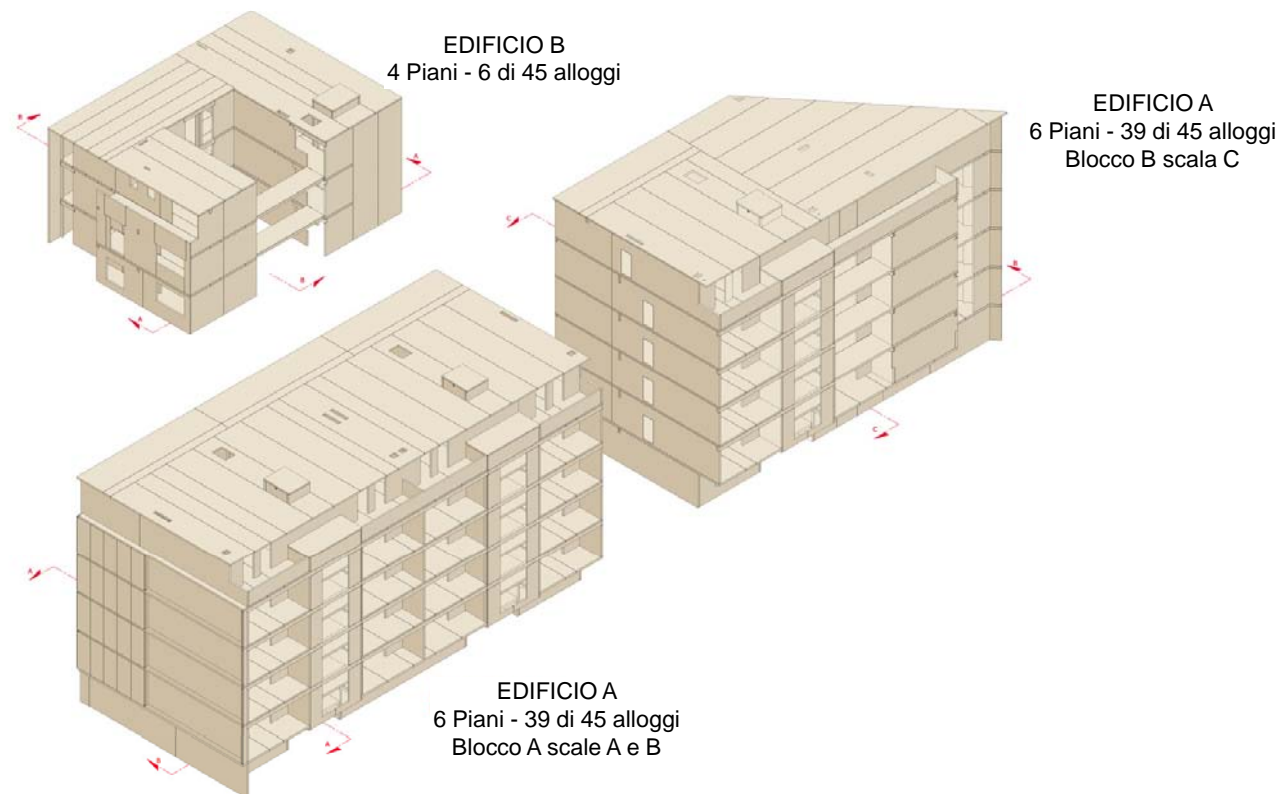 EDIFICIO B
4 Piani - 6 di 45 alloggi
EDIFICIO A
6 Piani - 39 di 45 alloggi
Blocco B scala C
B
A
C
B
B
A
C
A
EDIFICIO A
6 Piani - 39 di 45 alloggi
Blocco A scale A e B
A
B